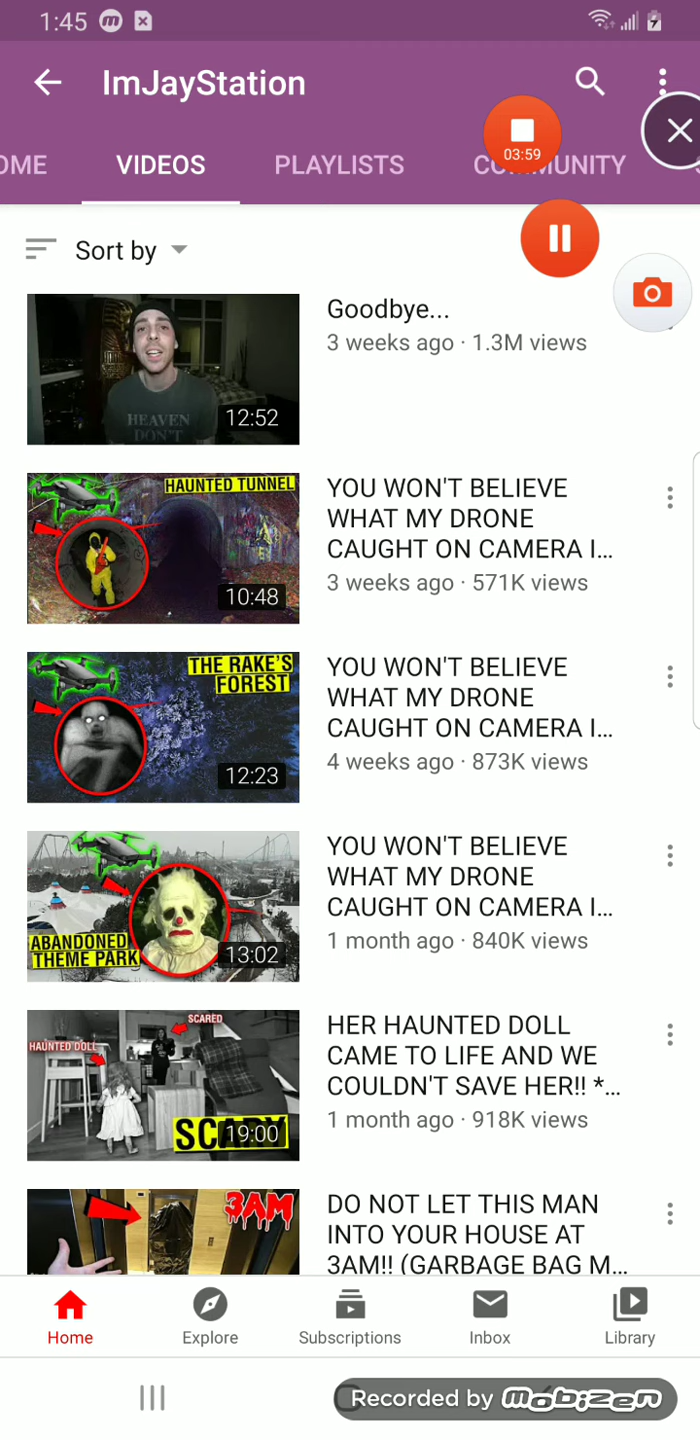 1:45
ImJayStation
OME VIDEOS PLAYLISTS COMMUNITY
03:59
Sort by
HEAVEN
DON'T
12:52
Goodbye...
3 weeks ago · 1.3M views
HAUNTED TUNNEL
10:48
YOU WON'T BELIEVE
WHAT MY DRONE
CAUGHT ON CAMERA I...
3 weeks ago · 571K views
THE RAKE'S
FOREST
12:23
YOU WON'T BELIEVE
WHAT MY DRONE
CAUGHT ON CAMERA I...
4 weeks ago · 873K views
ABANDONED
THEME PARK
13:02
YOU WON'T BELIEVE
WHAT MY DRONE
CAUGHT ON CAMERA I...
1 month ago · 840K views
SCARED
HAUNTED DOLL
SCARY
19:00
HER HAUNTED DOLL
CAME TO LIFE AND WE
COULDN'T SAVE HER!! *...
1 month ago · 918K views
3AM
DO NOT LET THIS MAN
INTO YOUR HOUSE AT
3AM!! (GARBAGE BAG M...
Home Explore Subscriptions Inbox Library
Recorded by mobizen